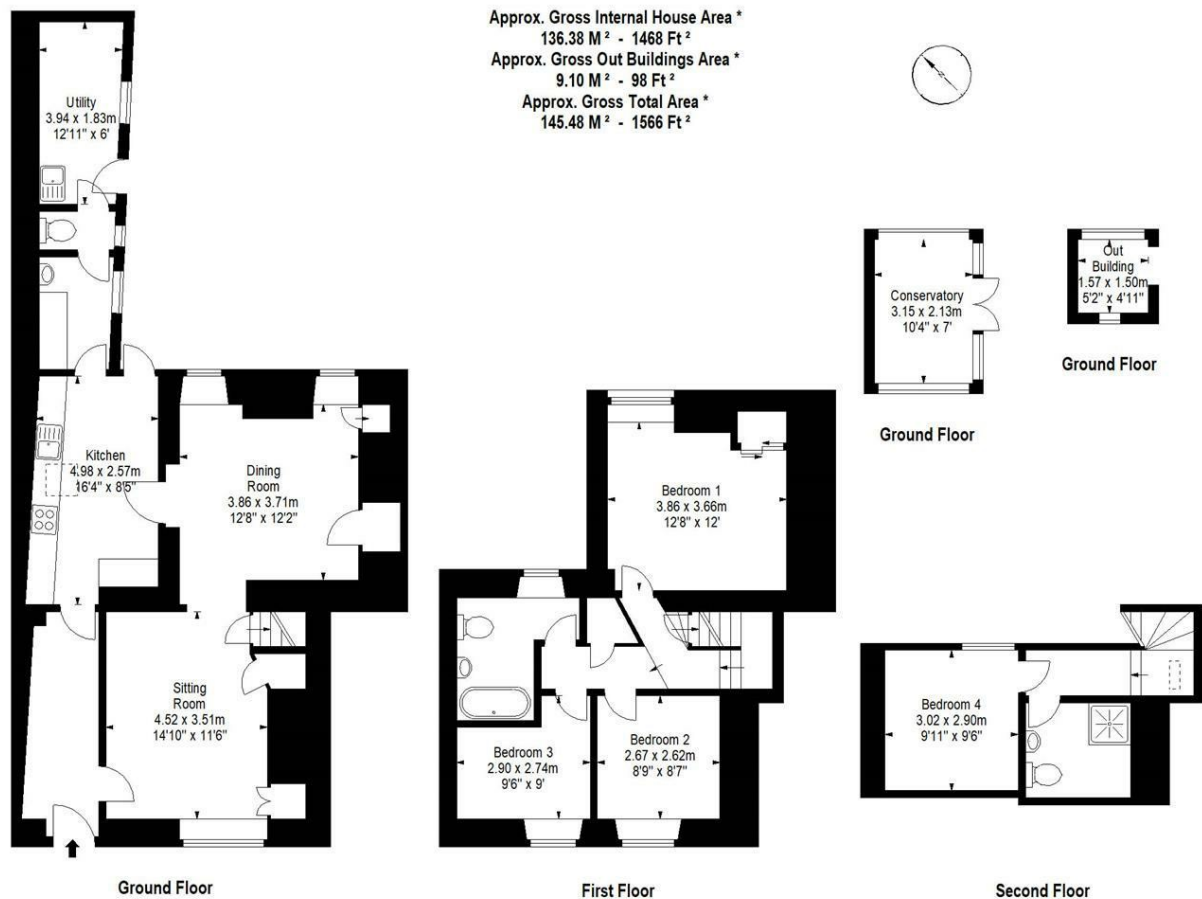 Approx. Gross Internal House Area *
136.38 M² - 1468 Ft²
Approx. Gross Out Buildings Area *
9.10 M² - 98 Ft²
Approx. Gross Total Area *
145.48 M² - 1566 Ft²
N
Utility
3.94 x 1.83m
12'11" x 6'
Kitchen
4.98 x 2.57m
16'4" x 8'5"
Dining
Room
3.86 x 3.71m
12'8" x 12'2"
Sitting
Room
4.52 x 3.51m
14'10" x 11'6"
Ground Floor
Bedroom 1
3.86 x 3.66m
12'8" x 12'
Bedroom 3
2.90 x 2.74m
9'6" x 9'
Bedroom 2
2.67 x 2.62m
8'9" x 8'7"
First Floor
Conservatory
3.15 x 2.13m
10'4" x 7'
Ground Floor
Out
Building
1.57 x 1.50m
5'2" x 4'11"
Ground Floor
Bedroom 4
3.02 x 2.90m
9'11" x 9'6"
Second Floor